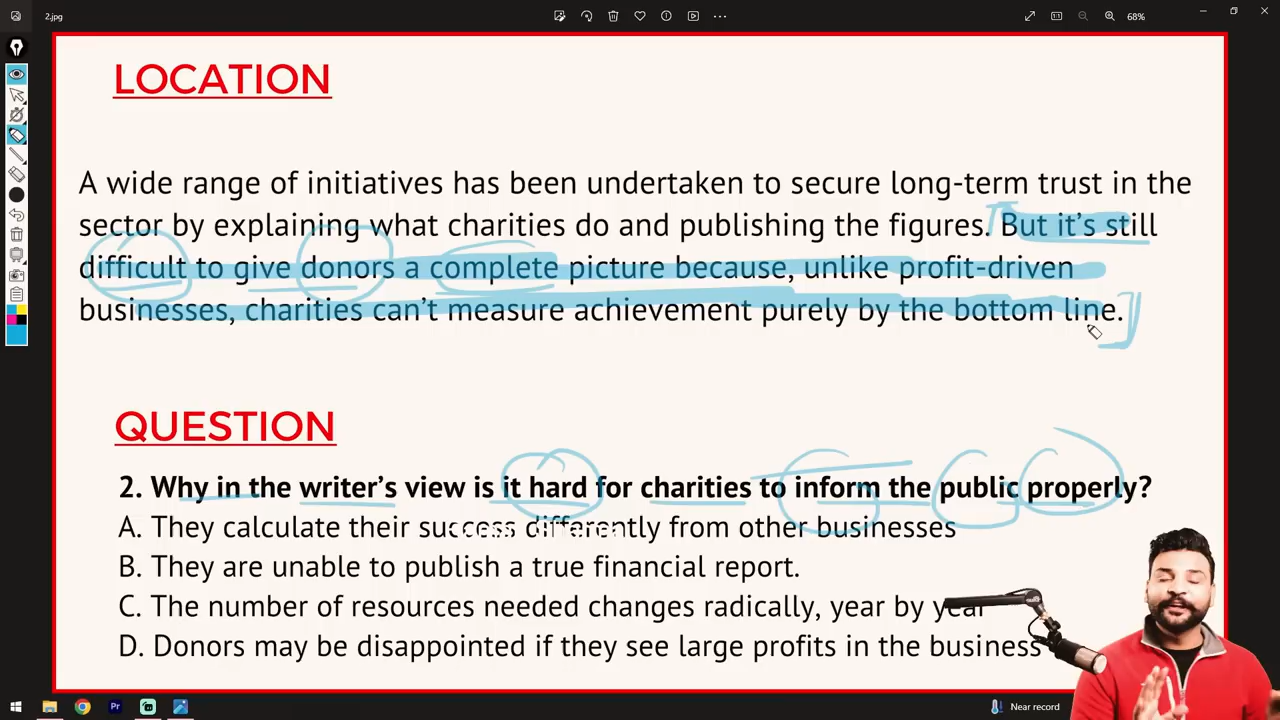 2.jpg
68%
LOCATION
A wide range of initiatives has been undertaken to secure long-term trust in the
sector by explaining what charities do and publishing the figures. But it's still
difficult to give donors a complete picture because, unlike profit-driven
businesses, charities can't measure achievement purely by the bottom line.
QUESTION
2. Why in the writer's view is it hard for charities to inform the public properly?
A. They calculate their success differently from other businesses
B. They are unable to publish a true financial report.
C. The number of resources needed changes radically, year by year
D. Donors may be disappointed if they see large profits in the business
Near record